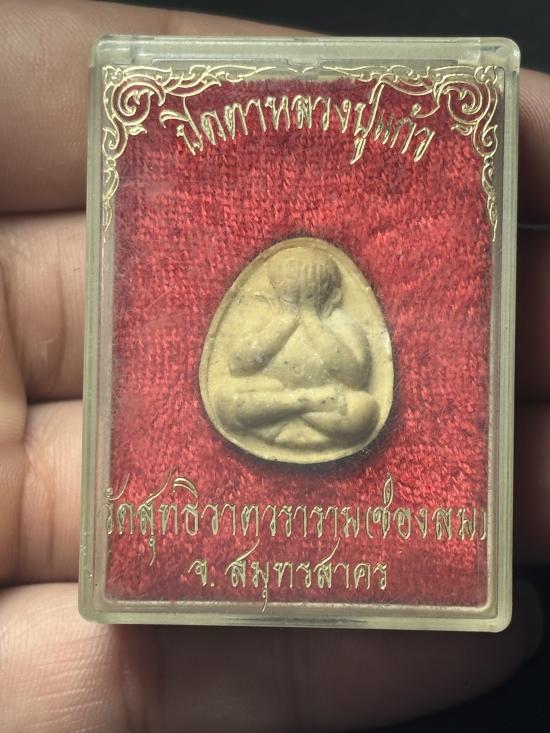 ปิดตาหลวงปู่แก้ว
วัดสุทธิวาตวราราม(ช่องลม)
จ. สมุทรสาคร